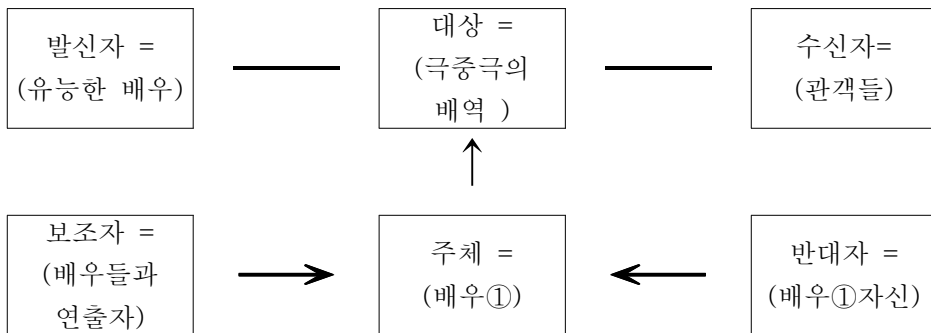 발신자 =
(유능한 배우)
대상 =
(극중극의
배역 )
수신자=
(관객들)
보조자 =
(배우들과
연출자)
주체 =
(배우①)
반대자 =
(배우①자신)